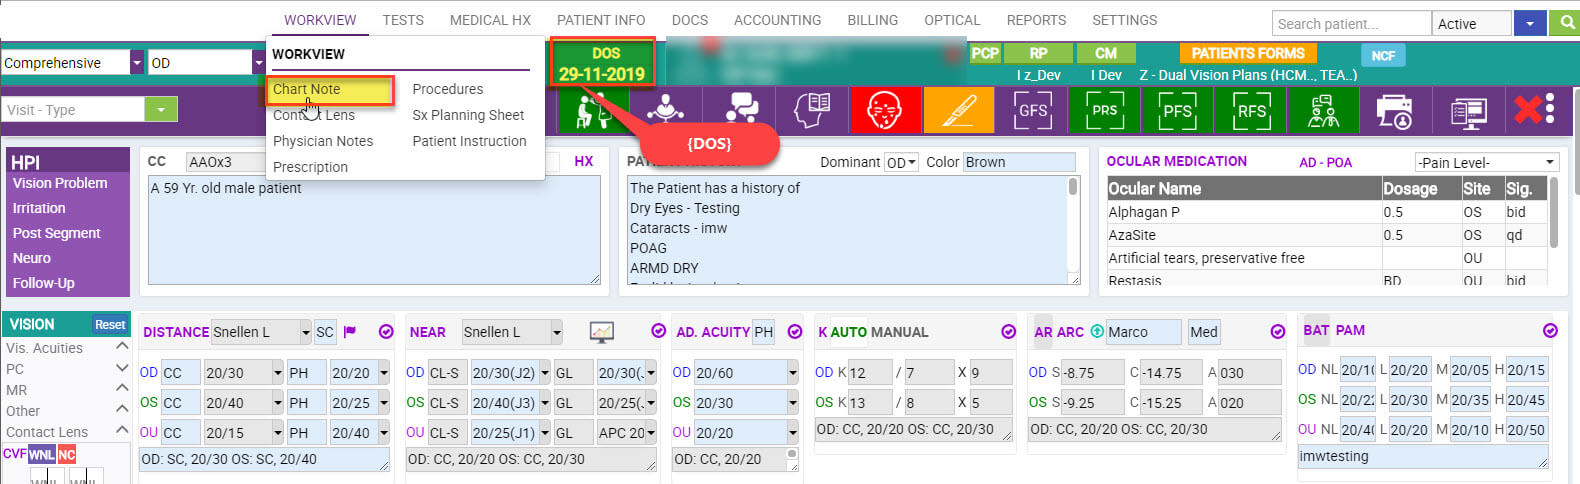 WORKVIEW TESTS MEDICAL HX PATIENT INFO DOCS ACCOUNTING BILLING OPTICAL REPORTS SETTINGS Search patient... Active
Comprehensive OD
WORKVIEW
Chart Note Procedures
Contact Lens Sx Planning Sheet
Physician Notes Patient Instruction
Prescription
DOS
29-11-2019
PCP RP CM PATIENTS FORMS NCF
I z_Dev I Dev Z - Dual Vision Plans (HCM.., TEA..)
Visit - Type
GFS PRS PFS RFS
{DOS}
HPI
Vision Problem
Irritation
Post Segment
Neuro
Follow-Up
CC AAOx3 HX
A 59 Yr. old male patient
Dominant OD Color Brown
The Patient has a history of
Dry Eyes - Testing
Cataracts - imw
POAG
ARMD DRY
OCULAR MEDICATION AD - POA -Pain Level-
Ocular Name Dosage Site Sig.
Alphagan P 0.5 OS bid
AzaSite 0.5 OS qd
Artificial tears, preservative free OU
Restasis BD OU bid
VISION Reset
Vis. Acuities
PC
MR
Other
Contact Lens
CVF WNL NC
DISTANCE Snellen L SC
OD CC 20/30 PH 20/20
OS CC 20/40 PH 20/25
OU CC 20/15 PH 20/40
OD: SC, 20/30 OS: SC, 20/40
NEAR Snellen L
OD CL-S 20/30(J2) GL 20/30(
OS CL-S 20/40(J3) GL 20/25(
OU CL-S 20/25(J1) GL APC 20
OD: CC, 20/20 OS: CC, 20/30
AD. ACUITY PH
OD 20/60
OS 20/30
OU 20/20
OD: CC, 20/20
K AUTO MANUAL
OD K 12 / 7 X 9
OS K 13 / 8 X 5
OD: CC, 20/20 OS: CC, 20/30
AR ARC Marco Med
OD S -8.75 C -14.75 A 030
OS S -9.25 C -15.25 A 020
OD: CC, 20/20 OS: CC, 20/30
BAT PAM
OD NL 20/10 L 20/20 M 20/05 H 20/15
OS NL 20/22 L 20/30 M 20/35 H 20/45
OU NL 20/40 L 20/20 M 20/10 H 20/50
imwtesting